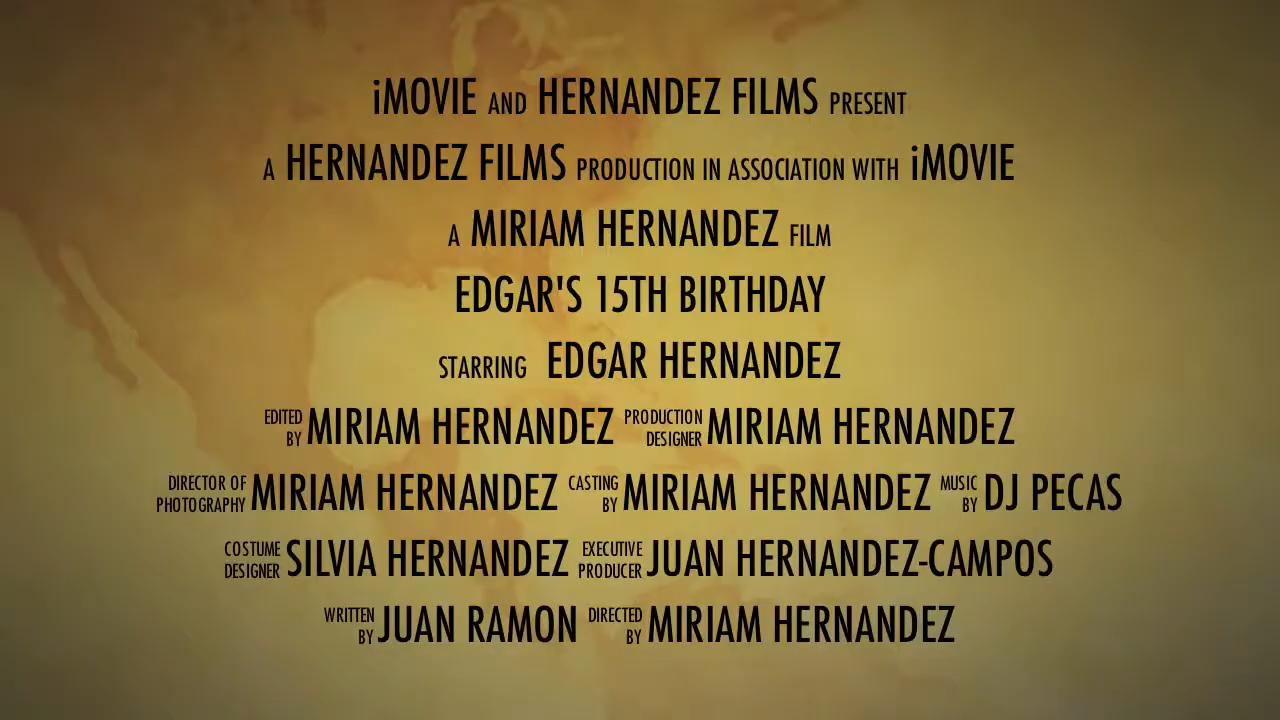 iMOVIE AND HERNANDEZ FILMS PRESENT
A HERNANDEZ FILMS PRODUCTION IN ASSOCIATION WITH iMOVIE
A MIRIAM HERNANDEZ FILM
EDGAR'S 15TH BIRTHDAY
STARRING EDGAR HERNANDEZ
EDITED BY MIRIAM HERNANDEZ PRODUCTION DESIGNER MIRIAM HERNANDEZ
DIRECTOR OF PHOTOGRAPHY MIRIAM HERNANDEZ CASTING BY MIRIAM HERNANDEZ MUSIC BY DJ PECAS
COSTUME DESIGNER SILVIA HERNANDEZ EXECUTIVE PRODUCER JUAN HERNANDEZ-CAMPOS
WRITTEN BY JUAN RAMON DIRECTED BY MIRIAM HERNANDEZ